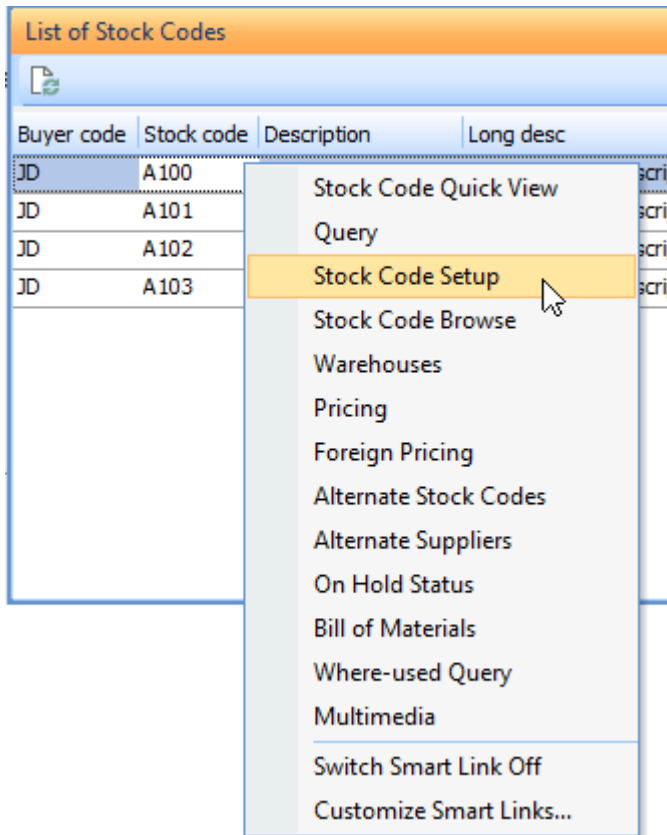 List of Stock Codes
Buyer code Stock code Description Long desc
JD A100
JD A101
JD A102
JD A103
Stock Code Quick View
Query
Stock Code Setup
Stock Code Browse
Warehouses
Pricing
Foreign Pricing
Alternate Stock Codes
Alternate Suppliers
On Hold Status
Bill of Materials
Where-used Query
Multimedia
Switch Smart Link Off
Customize Smart Links...